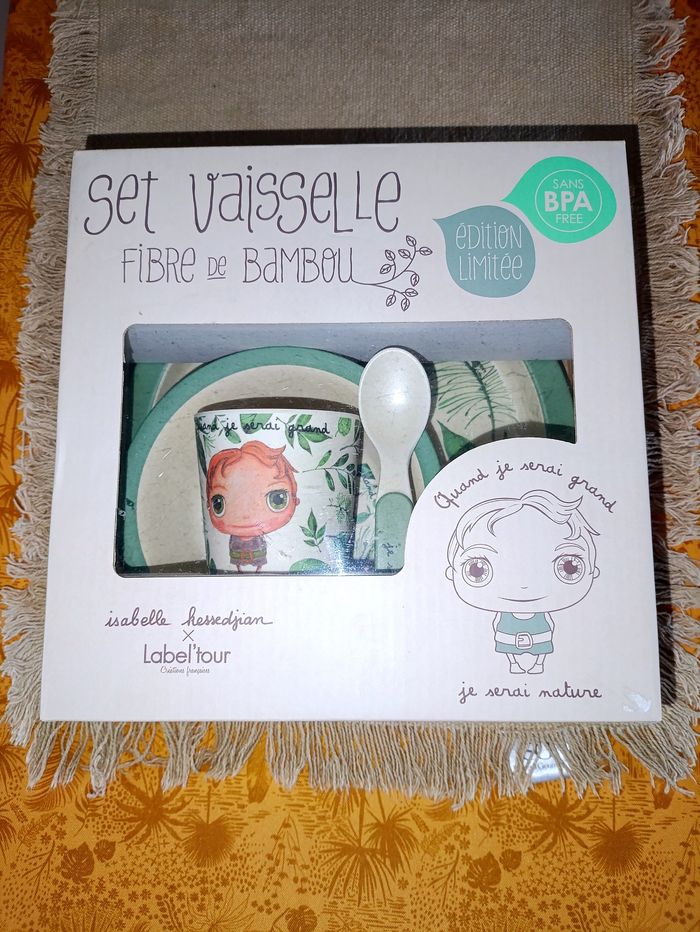 Set Vaisselle
Fibre de Bambou
SANS
BPA
FREE
édition
limitée
Quand je serai grand
Quand je serai grand
je serai nature
isabelle kessedjian
x
Label'tour
Créations françaises